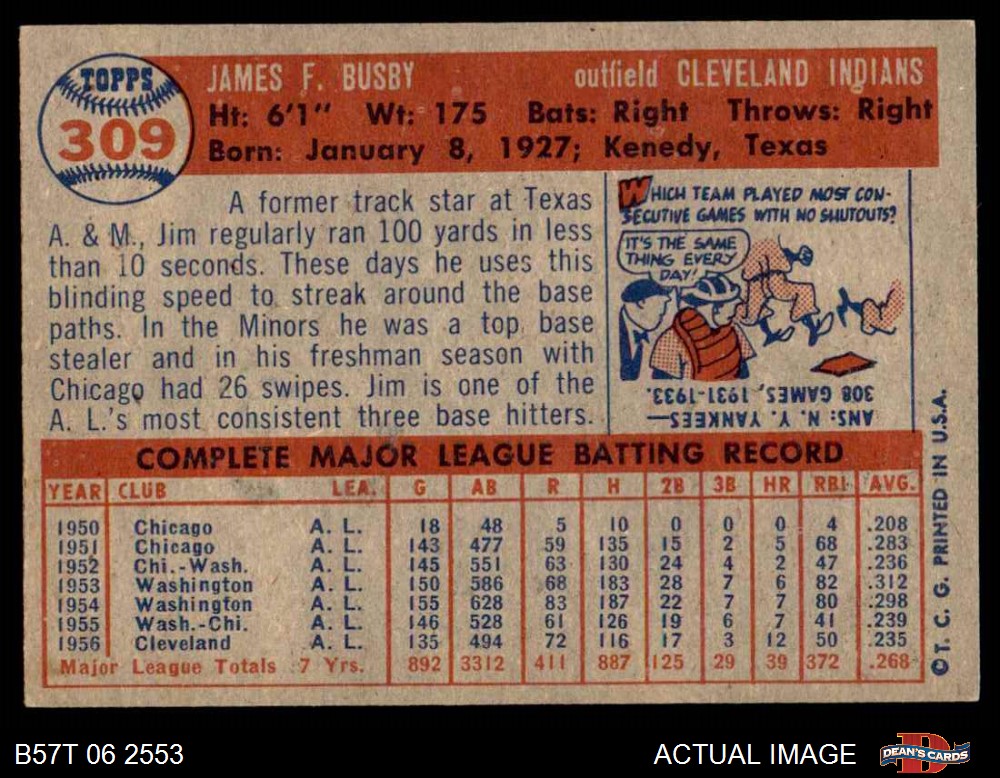 TOPPS
309
JAMES F. BUSBY outfield CLEVELAND INDIANS
Ht: 6'1" Wt: 175 Bats: Right Throws: Right
Born: January 8, 1927; Kenedy, Texas
A former track star at Texas
A. & M., Jim regularly ran 100 yards in less
than 10 seconds. These days he uses this
blinding speed to streak around the base
paths. In the Minors he was a top base
stealer and in his freshman season with
Chicago had 26 swipes. Jim is one of the
A. L.'s most consistent three base hitters.
WHICH TEAM PLAYED MOST CON-
SECUTIVE GAMES WITH NO SHUTOUTS?
IT'S THE SAME
THING EVERY
DAY!
ANS: N. Y. YANKEES—
308 GAMES, 1931-1933.
COMPLETE MAJOR LEAGUE BATTING RECORD
YEAR CLUB LEA. G AB R H 2B 3B HR RBI AVG.
1950 Chicago A. L. 18 48 5 10 0 0 0 4 .208
1951 Chicago A. L. 143 477 59 135 15 2 5 68 .283
1952 Chi.-Wash. A. L. 145 551 63 130 24 4 2 47 .236
1953 Washington A. L. 150 586 68 183 28 7 6 82 .312
1954 Washington A. L. 155 628 83 187 22 7 7 80 .298
1955 Wash.-Chi. A. L. 146 528 61 126 19 6 7 41 .239
1956 Cleveland A. L. 135 494 72 116 17 3 12 50 .235
Major League Totals 7 Yrs. 892 3312 411 887 125 29 39 372 .268
© T. C. G. PRINTED IN U.S.A.
B57T 06 2553
ACTUAL IMAGE
DEAN'S CARDS